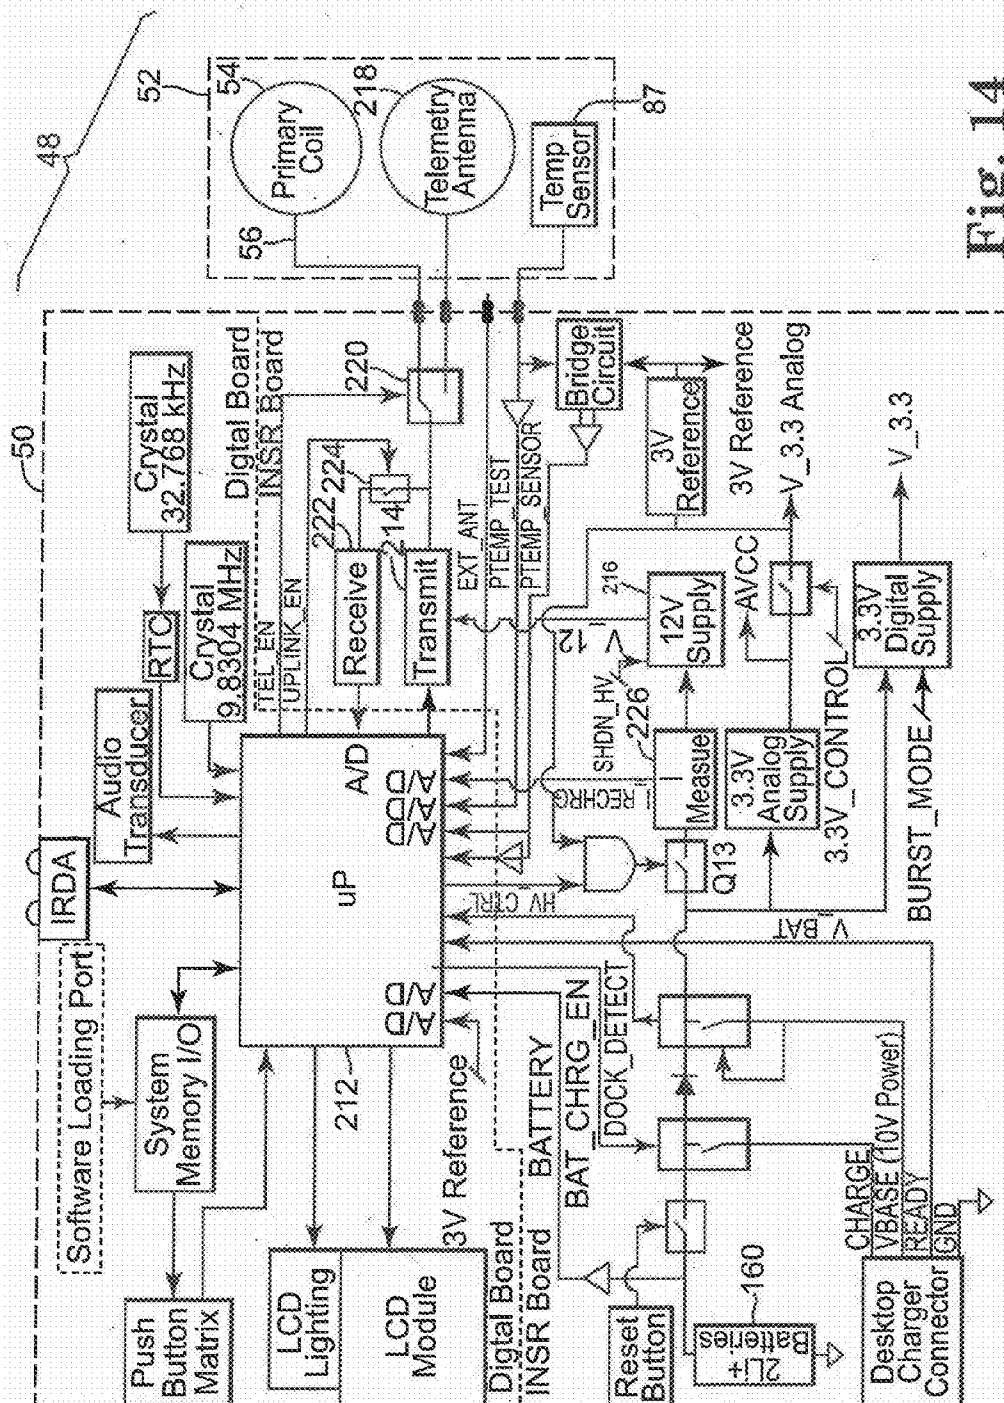 48
50
52
54
Primary
Coil
56
218
Telemetry
Antenna
Temp
Sensor
87
Fig. 14
Software Loading Port
IRDA
Audio
Transducer
RTC
Crystal
32.768 kHz
Crystal
9.8304 MHz
Digtal Board
INSR Board
TEL_EN
UPLINK_EN
220
222
224
214
Receive
Transmit
EXT_ANT
PTEMP_TEST
PTEMP_SENSOR
Bridge
Circuit
3V
Reference
3V Reference
V_3.3 Analog
V_3.3
Push
Button
Matrix
System
Memory I/O
uP
212
A/D
A/D
A/D
A/D
A/D
A/D
LCD
Lighting
LCD
Module
3V Reference
Digtal Board
INSR Board
BATTERY
BAT_CHRG_EN
DOCK_DETECT
HV_CTRL
I_RECHRG
SHDN_HV
V_12
216
12V
Supply
226
Measure
Q13
3.3V
Analog
Supply
AVCC
3.3V_CONTROL
3.3V
Digital
Supply
BURST_MODE
V_BAT
Reset
Button
160
2Li+
Batteries
CHARGE
VBASE (10V Power)
READY
GND
Desktop
Charger
Connector